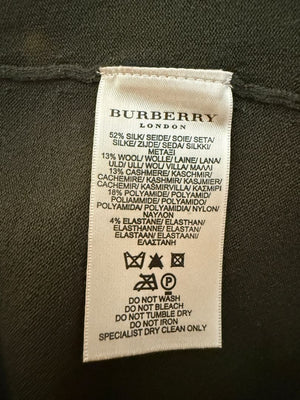 BURBERRY
LONDON
52% SILK/ SEIDE/ SOIE/ SETA/
SILKE/ ZIJDE/ SEDA/ SILKKI/
ΜΕΤΑΞΙ
13% WOOL/ WOLLE/ LAINE/ LANA/
ULD/ ULL/ WOL/ VILLA/ ΜΑΛΛΙ
13% CASHMERE/ KASCHMIR/
CACHEMIRE/ KASHMIR/ KASJMIER/
CACHEMIR/ KASMIRVILLA/ ΚΑΣΜΙΡΙ
18% POLYAMIDE/ POLYAMID/
POLIAMMIDE/ POLYAMID/
POLYAMIDA/ POLYAMIDI/ NYLON/
ΝΑΥΛΟΝ
4% ELASTANE/ ELASTHAN/
ELASTHANNE/ ELASTAN/
ELASTAAN/ ELASTAANI/
ΕΛΑΣΤΑΝΗ
P
DO NOT WASH
DO NOT BLEACH
DO NOT TUMBLE DRY
DO NOT IRON
SPECIALIST DRY CLEAN ONLY